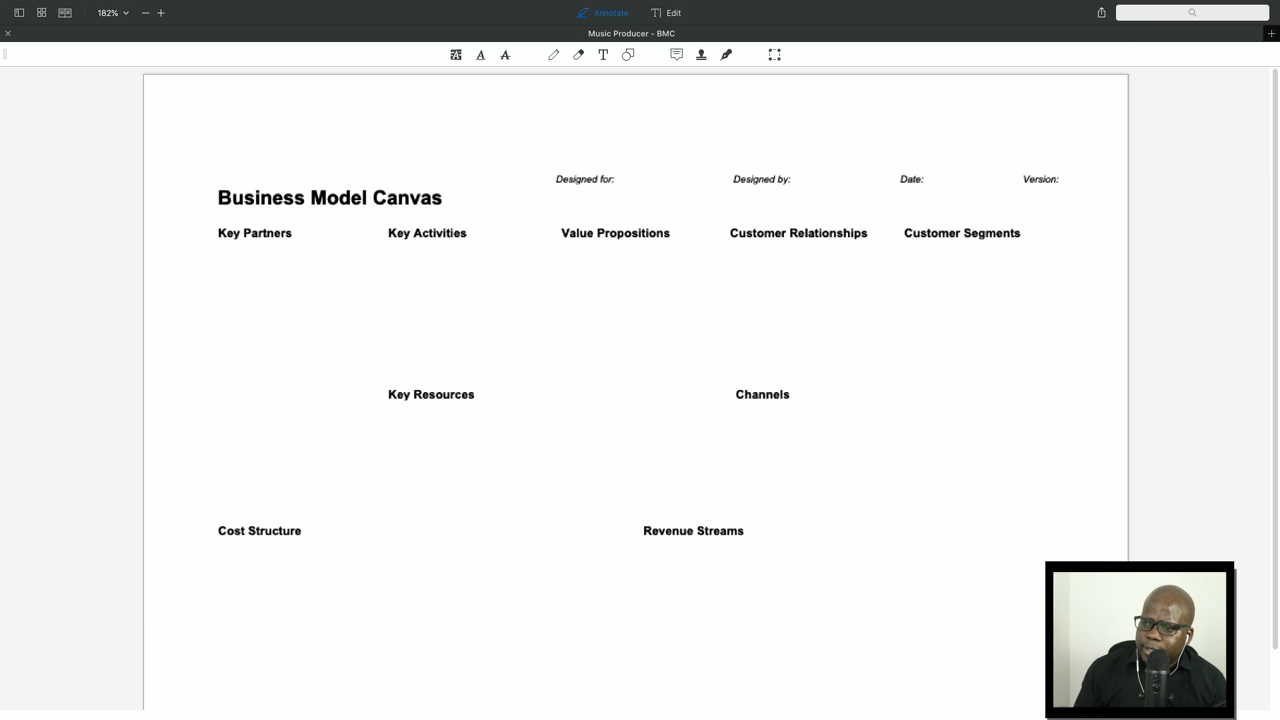 182%
Annotate
Edit
Music Producer - BMC
Designed for:
Designed by:
Date:
Version:
Business Model Canvas
Key Partners
Key Activities
Value Propositions
Customer Relationships
Customer Segments
Key Resources
Channels
Cost Structure
Revenue Streams